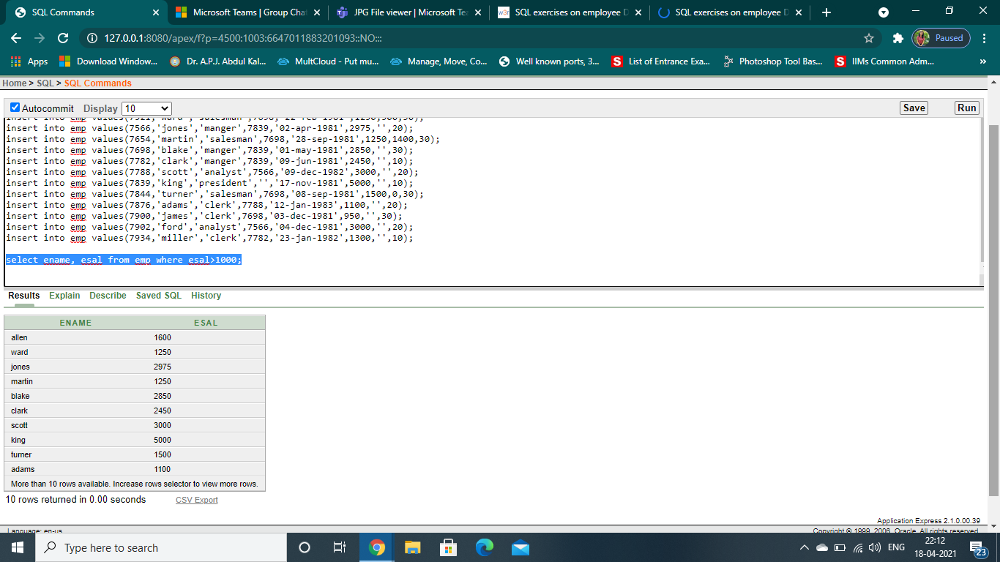 SQL Commands
Microsoft Teams | Group Cha
JPG File viewer | Microsoft Te
w3r SQL exercises on employee D
SQL exercises on employee D
127.0.0.1:8080/apex/f?p=4500:1003:6647011883201093::NO:::
Paused
Apps
Download Window...
Dr. A.P.J. Abdul Kal...
MultCloud - Put mu...
Manage, Move, Co...
Well known ports, 3...
S List of Entrance Exa...
Photoshop Tool Bas...
S IIMs Common Adm...
»
Home > SQL > SQL Commands
Autocommit Display 10 Save Run
insert into emp values(7521,'ward','salesman',7698,'22-feb-1981',1250,500,30);
insert into emp values(7566,'jones','manger',7839,'02-apr-1981',2975,'',20);
insert into emp values(7654,'martin','salesman',7698,'28-sep-1981',1250,1400,30);
insert into emp values(7698,'blake','manger',7839,'01-may-1981',2850,'',30);
insert into emp values(7782,'clark','manger',7839,'09-jun-1981',2450,'',10);
insert into emp values(7788,'scott','analyst',7566,'09-dec-1982',3000,'',20);
insert into emp values(7839,'king','president','','17-nov-1981',5000,'',10);
insert into emp values(7844,'turner','salesman',7698,'08-sep-1981',1500,0,30);
insert into emp values(7876,'adams','clerk',7788,'12-jan-1983',1100,'',20);
insert into emp values(7900,'james','clerk',7698,'03-dec-1981',950,'',30);
insert into emp values(7902,'ford','analyst',7566,'04-dec-1981',3000,'',20);
insert into emp values(7934,'miller','clerk',7782,'23-jan-1982',1300,'',10);
select ename, esal from emp where esal>1000;
Results Explain Describe Saved SQL History
ENAME ESAL
allen 1600
ward 1250
jones 2975
martin 1250
blake 2850
clark 2450
scott 3000
king 5000
turner 1500
adams 1100
More than 10 rows available. Increase rows selector to view more rows.
10 rows returned in 0.00 seconds CSV Export
Application Express 2.1.0.00.39
Language: en-us Copyright © 1999, 2006, Oracle. All rights reserved.
Type here to search
ENG
22:12
18-04-2021
23